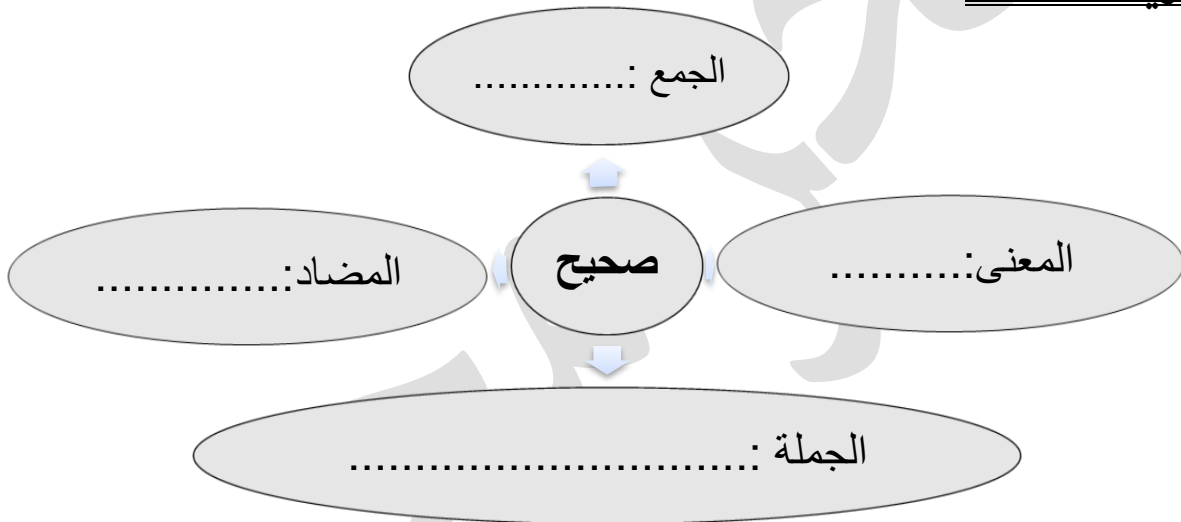 الجمع :.............
صحيح
المعنى:..........
المضاد:...............
الجملة :..............................